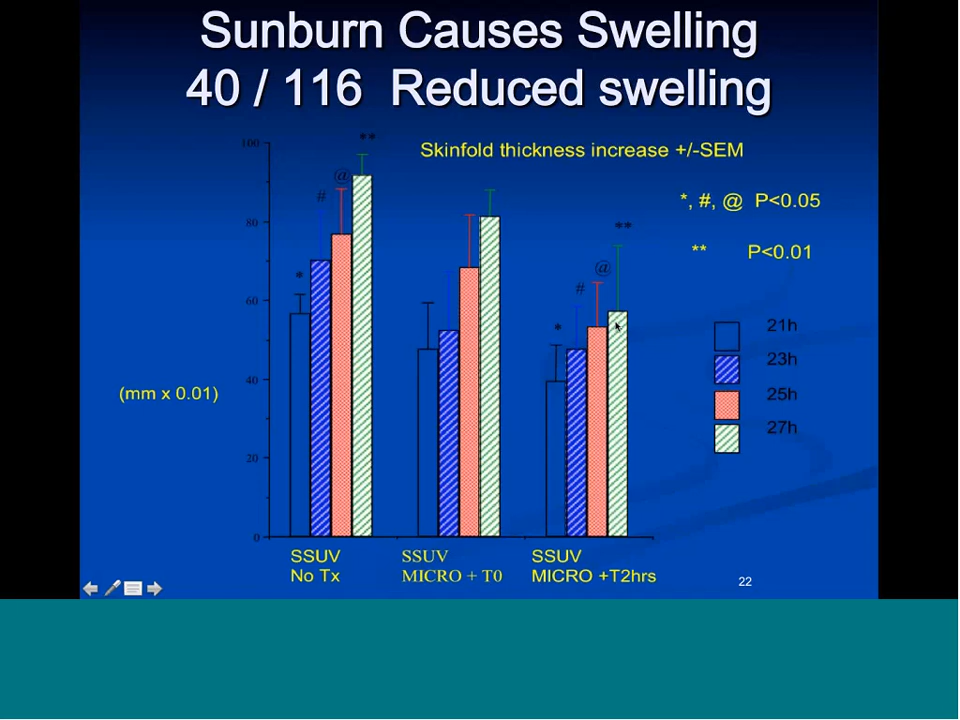 Sunburn Causes Swelling
40 / 116 Reduced swelling
Skinfold thickness increase +/-SEM
*, #, @ P<0.05
** P<0.01
(mm x 0.01)
100
80
60
40
20
0
*
#
@
**
*
#
@
**
21h
23h
25h
27h
SSUV
No Tx
SSUV
MICRO + T0
SSUV
MICRO +T2hrs
22